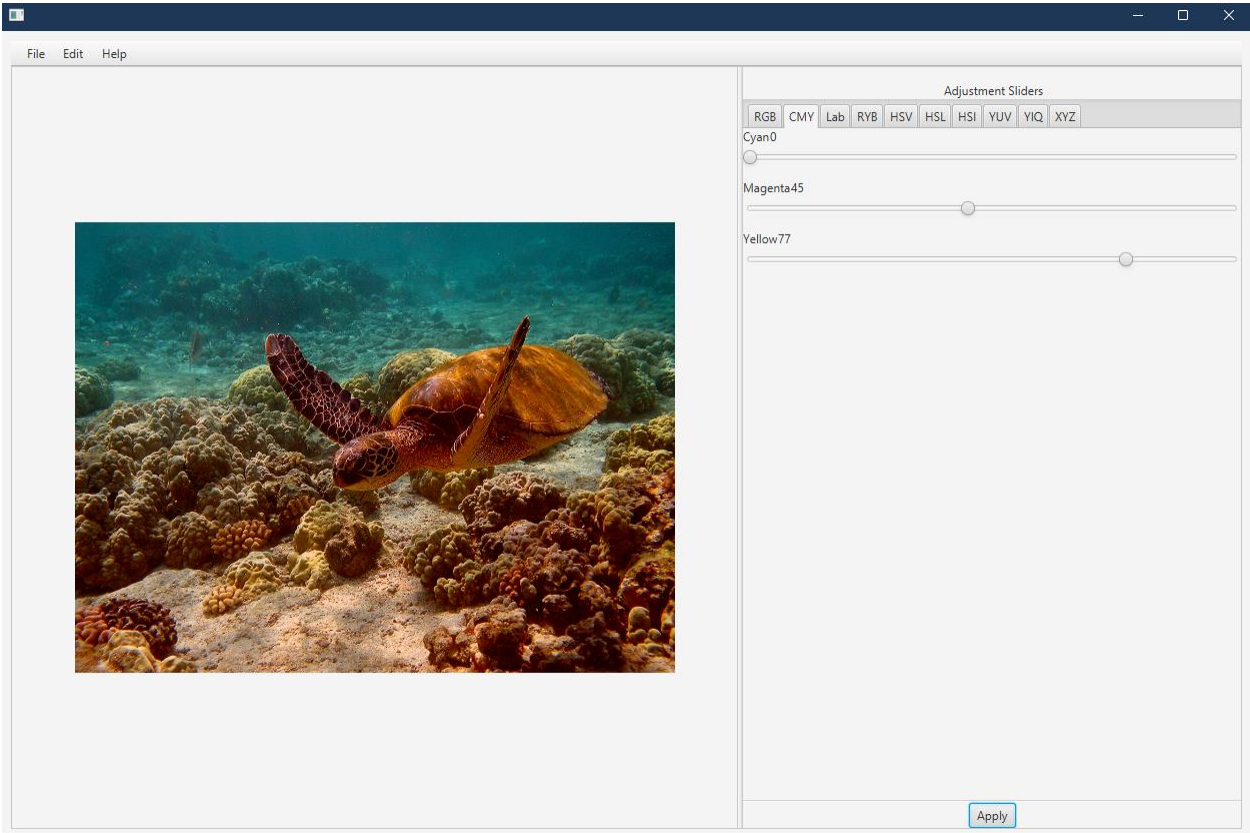 File Edit Help
Adjustment Sliders
RGB CMY Lab RYB HSV HSL HSI YUV YIQ XYZ
Cyan0
Magenta45
Yellow77
Apply